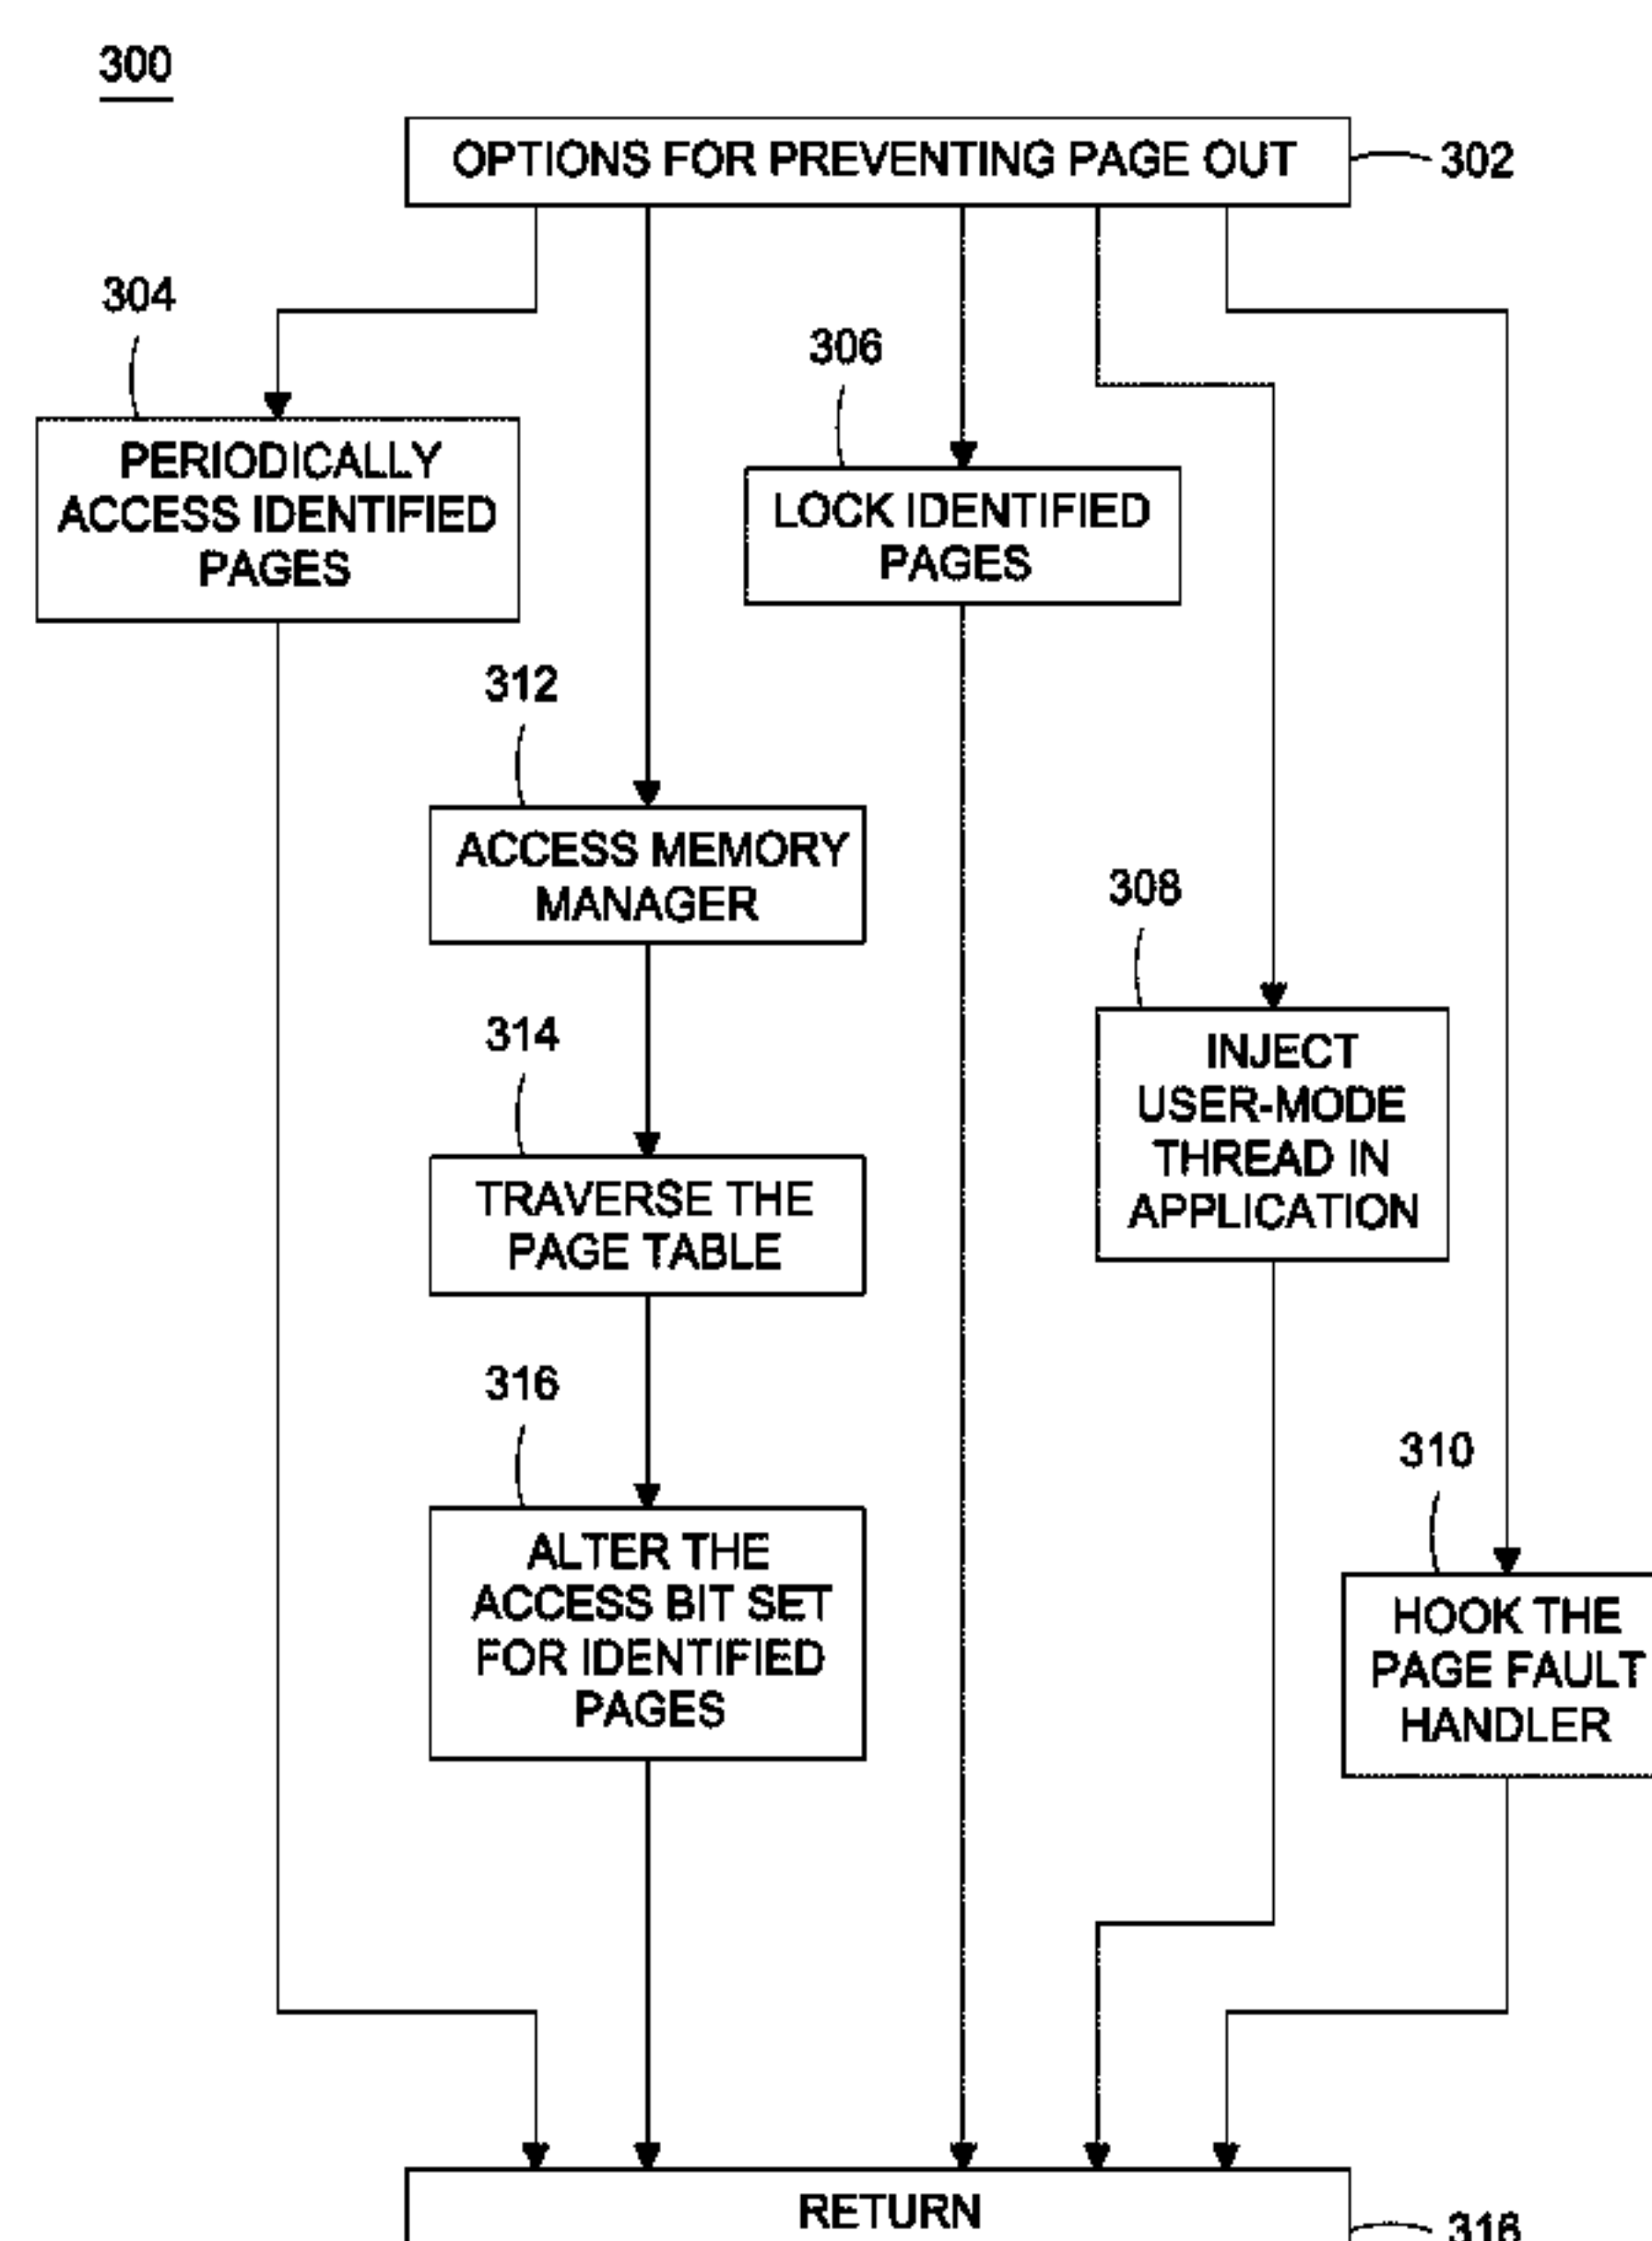 300
OPTIONS FOR PREVENTING PAGE OUT
302
304
PERIODICALLY
ACCESS IDENTIFIED
PAGES
306
LOCK IDENTIFIED
PAGES
312
ACCESS MEMORY
MANAGER
308
INJECT
USER-MODE
THREAD IN
APPLICATION
314
TRAVERSE THE
PAGE TABLE
316
ALTER THE
ACCESS BIT SET
FOR IDENTIFIED
PAGES
310
HOOK THE
PAGE FAULT
HANDLER
RETURN